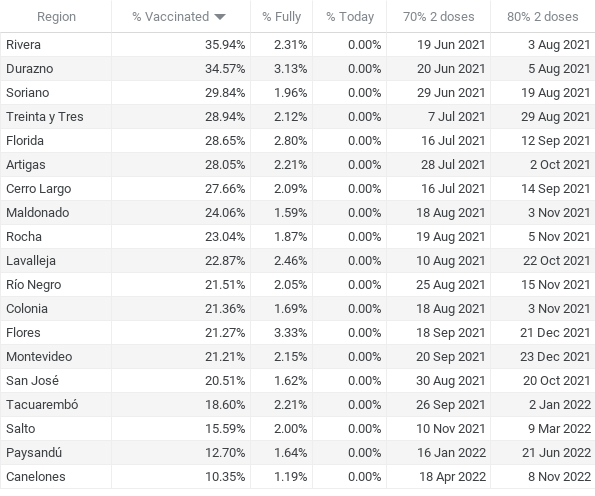 Region % Vaccinated % Fully % Today 70% 2 doses 80% 2 doses
Rivera 35.94% 2.31% 0.00% 19 Jun 2021 3 Aug 2021
Durazno 34.57% 3.13% 0.00% 20 Jun 2021 5 Aug 2021
Soriano 29.84% 1.96% 0.00% 29 Jun 2021 19 Aug 2021
Treinta y Tres 28.94% 2.12% 0.00% 7 Jul 2021 29 Aug 2021
Florida 28.65% 2.80% 0.00% 16 Jul 2021 12 Sep 2021
Artigas 28.05% 2.21% 0.00% 28 Jul 2021 2 Oct 2021
Cerro Largo 27.66% 2.09% 0.00% 16 Jul 2021 14 Sep 2021
Maldonado 24.06% 1.59% 0.00% 18 Aug 2021 3 Nov 2021
Rocha 23.04% 1.87% 0.00% 19 Aug 2021 5 Nov 2021
Lavalleja 22.87% 2.46% 0.00% 10 Aug 2021 22 Oct 2021
Río Negro 21.51% 2.05% 0.00% 25 Aug 2021 15 Nov 2021
Colonia 21.36% 1.69% 0.00% 18 Aug 2021 3 Nov 2021
Flores 21.27% 3.33% 0.00% 18 Sep 2021 21 Dec 2021
Montevideo 21.21% 2.15% 0.00% 20 Sep 2021 23 Dec 2021
San José 20.51% 1.62% 0.00% 30 Aug 2021 20 Oct 2021
Tacuarembó 18.60% 2.21% 0.00% 26 Sep 2021 2 Jan 2022
Salto 15.59% 2.00% 0.00% 10 Nov 2021 9 Mar 2022
Paysandú 12.70% 1.64% 0.00% 16 Jan 2022 21 Jun 2022
Canelones 10.35% 1.19% 0.00% 18 Apr 2022 8 Nov 2022